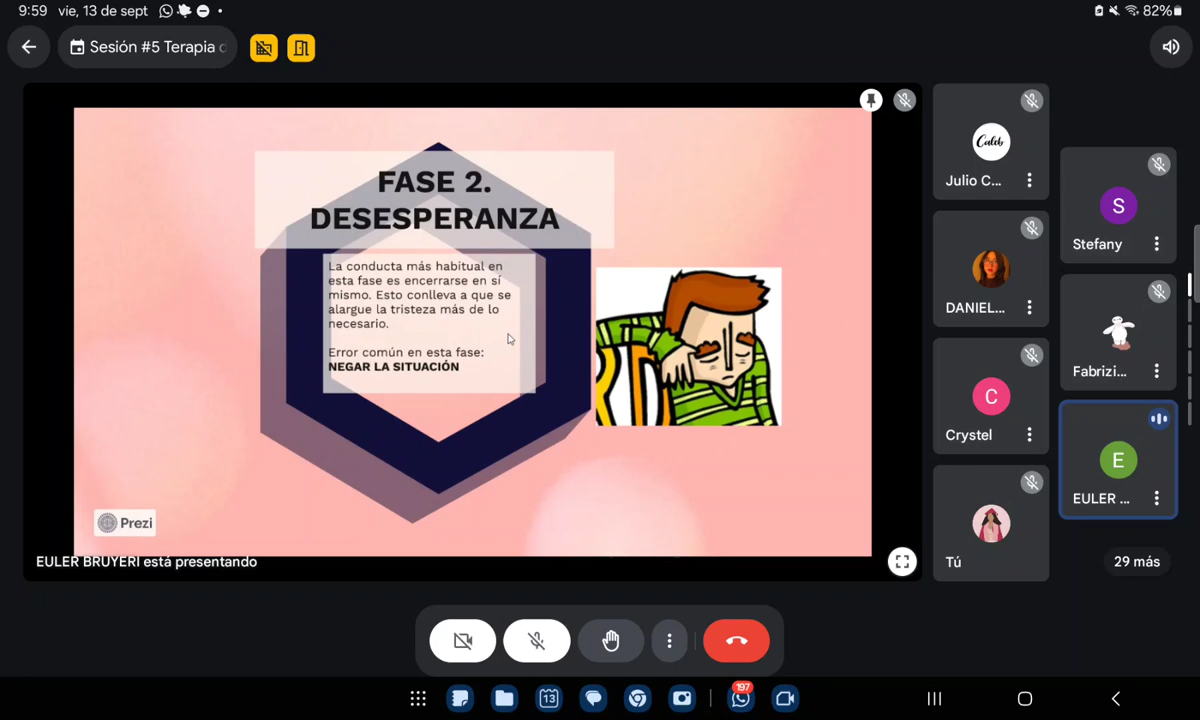 9:59 vie, 13 de sept
82%
Sesión #5 Terapia
FASE 2.
DESESPERANZA
La conducta más habitual en
esta fase es encerrarse en sí
mismo. Esto conlleva a que se
alargue la tristeza más de lo
necesario.
Error común en esta fase:
NEGAR LA SITUACIÓN
Prezi
EULER BRUYERI está presentando
Caleb
Julio C...
DANIEL...
C
Crystel
Tú
S
Stefany
Fabrizi...
E
EULER ...
29 más
13
197